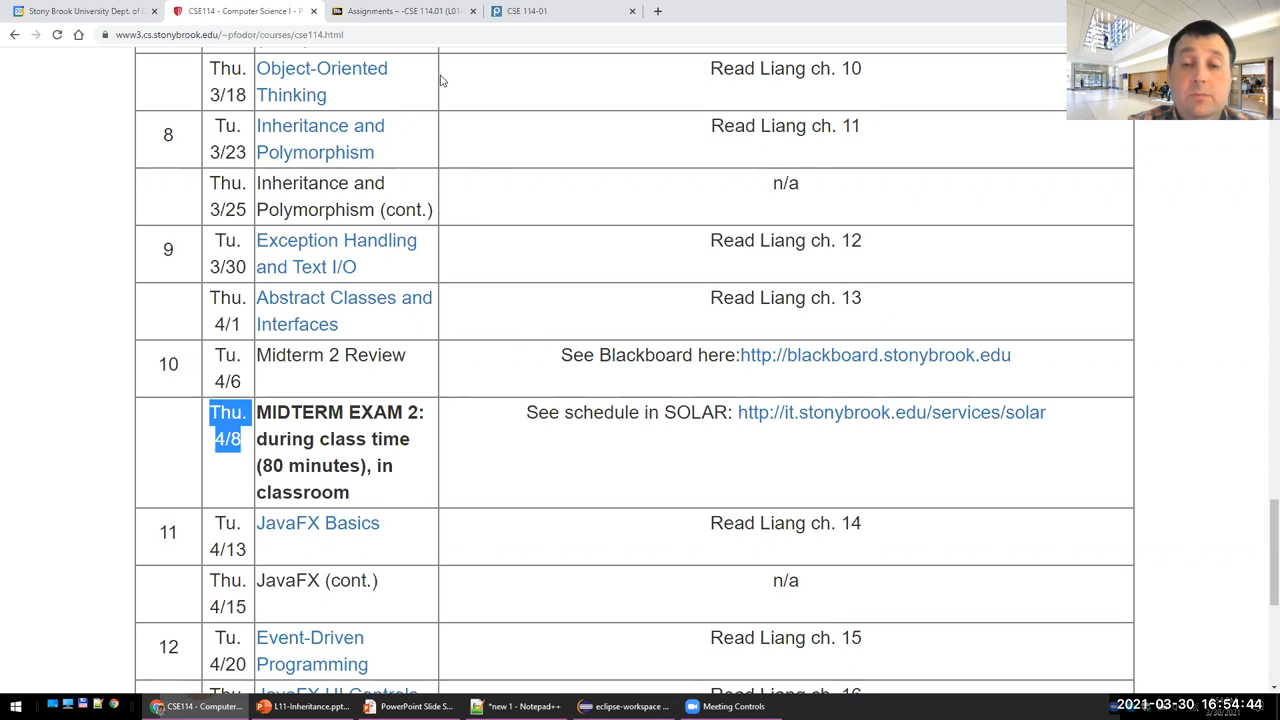 Stony Brook University Dept. of C
CSE114 - Computer Science I - P
Assignments – -CSE 114.01 (L01-
CSE 114-01
www3.cs.stonybrook.edu/~pfodor/courses/cse114.html
Thu.
3/18
Object-Oriented
Thinking
Read Liang ch. 10
8
Tu.
3/23
Inheritance and
Polymorphism
Read Liang ch. 11
Thu.
3/25
Inheritance and
Polymorphism (cont.)
n/a
9
Tu.
3/30
Exception Handling
and Text I/O
Read Liang ch. 12
Thu.
4/1
Abstract Classes and
Interfaces
Read Liang ch. 13
10
Tu.
4/6
Midterm 2 Review
See Blackboard here:http://blackboard.stonybrook.edu
Thu.
4/8
MIDTERM EXAM 2:
during class time
(80 minutes), in
classroom
See schedule in SOLAR: http://it.stonybrook.edu/services/solar
11
Tu.
4/13
JavaFX Basics
Read Liang ch. 14
Thu.
4/15
JavaFX (cont.)
n/a
12
Tu.
4/20
Event-Driven
Programming
Read Liang ch. 15
Thu.
JavaFX UI Controls
Read Liang ch. 16
CSE114 - Computer...
L11-Inheritance.ppt...
PowerPoint Slide S...
*new 1 - Notepad++
eclipse-workspace ...
Meeting Controls
2021-03-30 16:54:44